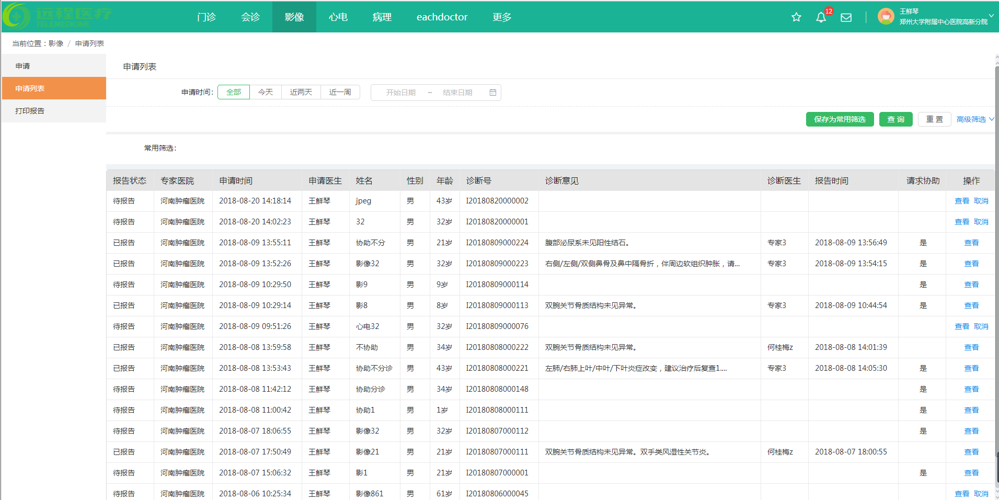 远程医疗
TELEMEDICINE
门诊 会诊 影像 心电 病理 eachdoctor 更多
12
王鲜琴
郑州大学附属中心医院高新分院
当前位置：影像 / 申请列表
申请
申请列表
打印报告
申请列表
申请时间: 全部 今天 近两天 近一周 开始日期 ~ 结束日期
保存为常用筛选 查 询 重 置 高级筛选
常用筛选:
报告状态 专家医院 申请时间 申请医生 姓名 性别 年龄 诊断号 诊断意见 诊断医生 报告时间 请求协助 操作
待报告 河南肿瘤医院 2018-08-20 14:18:14 王鲜琴 jpeg 男 43岁 I20180820000002 查看 取消
待报告 河南肿瘤医院 2018-08-20 14:02:23 王鲜琴 32 男 32岁 I20180820000001 查看 取消
已报告 河南肿瘤医院 2018-08-09 13:55:11 王鲜琴 协助不分 男 21岁 I20180809000224 腹部泌尿系未见阳性结石。 专家3 2018-08-09 13:56:49 是 查看
已报告 河南肿瘤医院 2018-08-09 13:52:26 王鲜琴 影像32 男 32岁 I20180809000223 右侧/左侧/双侧鼻骨及鼻中隔骨折，伴周边软组织肿胀，请... 专家3 2018-08-09 13:54:15 是 查看
待报告 河南肿瘤医院 2018-08-09 10:29:50 王鲜琴 影9 男 9岁 I20180809000114 是 查看
已报告 河南肿瘤医院 2018-08-09 10:29:14 王鲜琴 影8 男 8岁 I20180809000113 双腕关节骨质结构未见异常。 专家3 2018-08-09 10:44:54 是 查看
待报告 河南肿瘤医院 2018-08-09 09:51:26 王鲜琴 心电32 男 32岁 I20180809000076 查看 取消
已报告 河南肿瘤医院 2018-08-08 13:59:58 王鲜琴 不协助 男 34岁 I20180808000222 双腕关节骨质结构未见异常。 何桂梅z 2018-08-08 14:01:39 查看
已报告 河南肿瘤医院 2018-08-08 13:53:43 王鲜琴 协助不分诊 男 43岁 I20180808000221 左肺/右肺上叶/中叶/下叶炎症改变，建议治疗后复查1.... 专家3 2018-08-08 14:05:30 是 查看
待报告 河南肿瘤医院 2018-08-08 11:42:12 王鲜琴 协助分诊 男 34岁 I20180808000148 是 查看
待报告 河南肿瘤医院 2018-08-08 11:00:42 王鲜琴 协助1 男 1岁 I20180808000111 是 查看
待报告 河南肿瘤医院 2018-08-07 18:06:55 王鲜琴 影像32 男 32岁 I20180807000112 是 查看
已报告 河南肿瘤医院 2018-08-07 17:50:49 王鲜琴 影像21 男 21岁 I20180807000111 双腕关节骨质结构未见异常。双手类风湿性关节炎。 何桂梅z 2018-08-07 18:00:55 查看
待报告 河南肿瘤医院 2018-08-07 15:06:32 王鲜琴 影1 男 21岁 I20180807000001 是 查看
待报告 河南肿瘤医院 2018-08-06 10:25:34 王鲜琴 影像861 男 61岁 I20180806000045 查看 取消